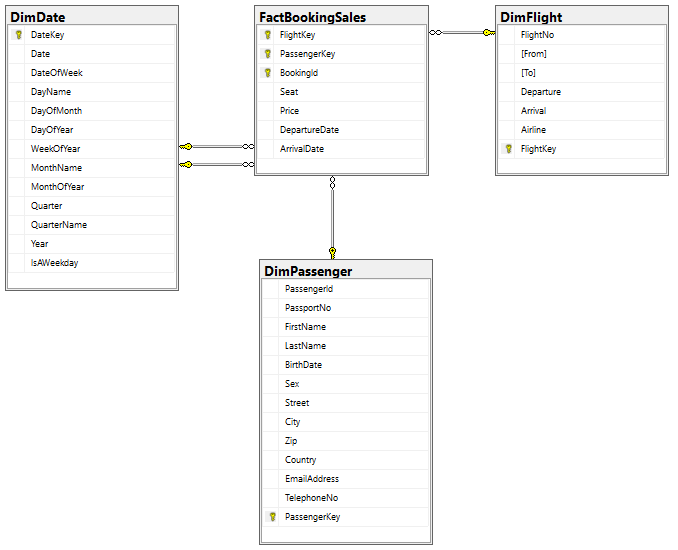 DimDate
DateKey
Date
DateOfWeek
DayName
DayOfMonth
DayOfYear
WeekOfYear
MonthName
MonthOfYear
Quarter
QuarterName
Year
IsAWeekday
FactBookingSales
FlightKey
PassengerKey
BookingId
Seat
Price
DepartureDate
ArrivalDate
DimFlight
FlightNo
[From]
[To]
Departure
Arrival
Airline
FlightKey
DimPassenger
PassengerId
PassportNo
FirstName
LastName
BirthDate
Sex
Street
City
Zip
Country
EmailAddress
TelephoneNo
PassengerKey